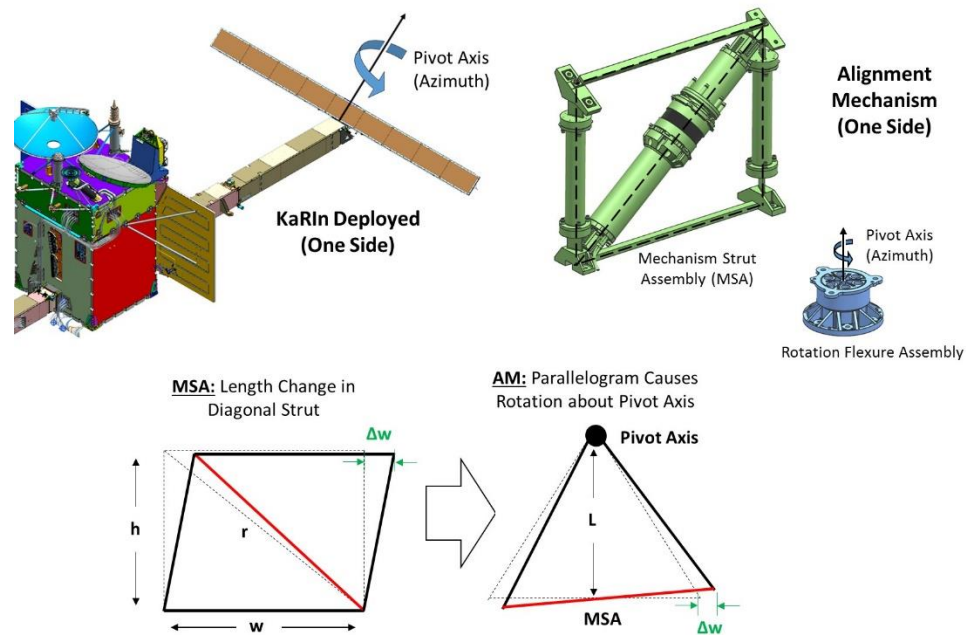 Pivot Axis
(Azimuth)
KaRIn Deployed
(One Side)
Alignment
Mechanism
(One Side)
Mechanism Strut
Assembly (MSA)
Pivot Axis
(Azimuth)
Rotation Flexure Assembly
MSA: Length Change in
Diagonal Strut
Δw
h
r
w
AM: Parallelogram Causes
Rotation about Pivot Axis
Pivot Axis
L
MSA
Δw